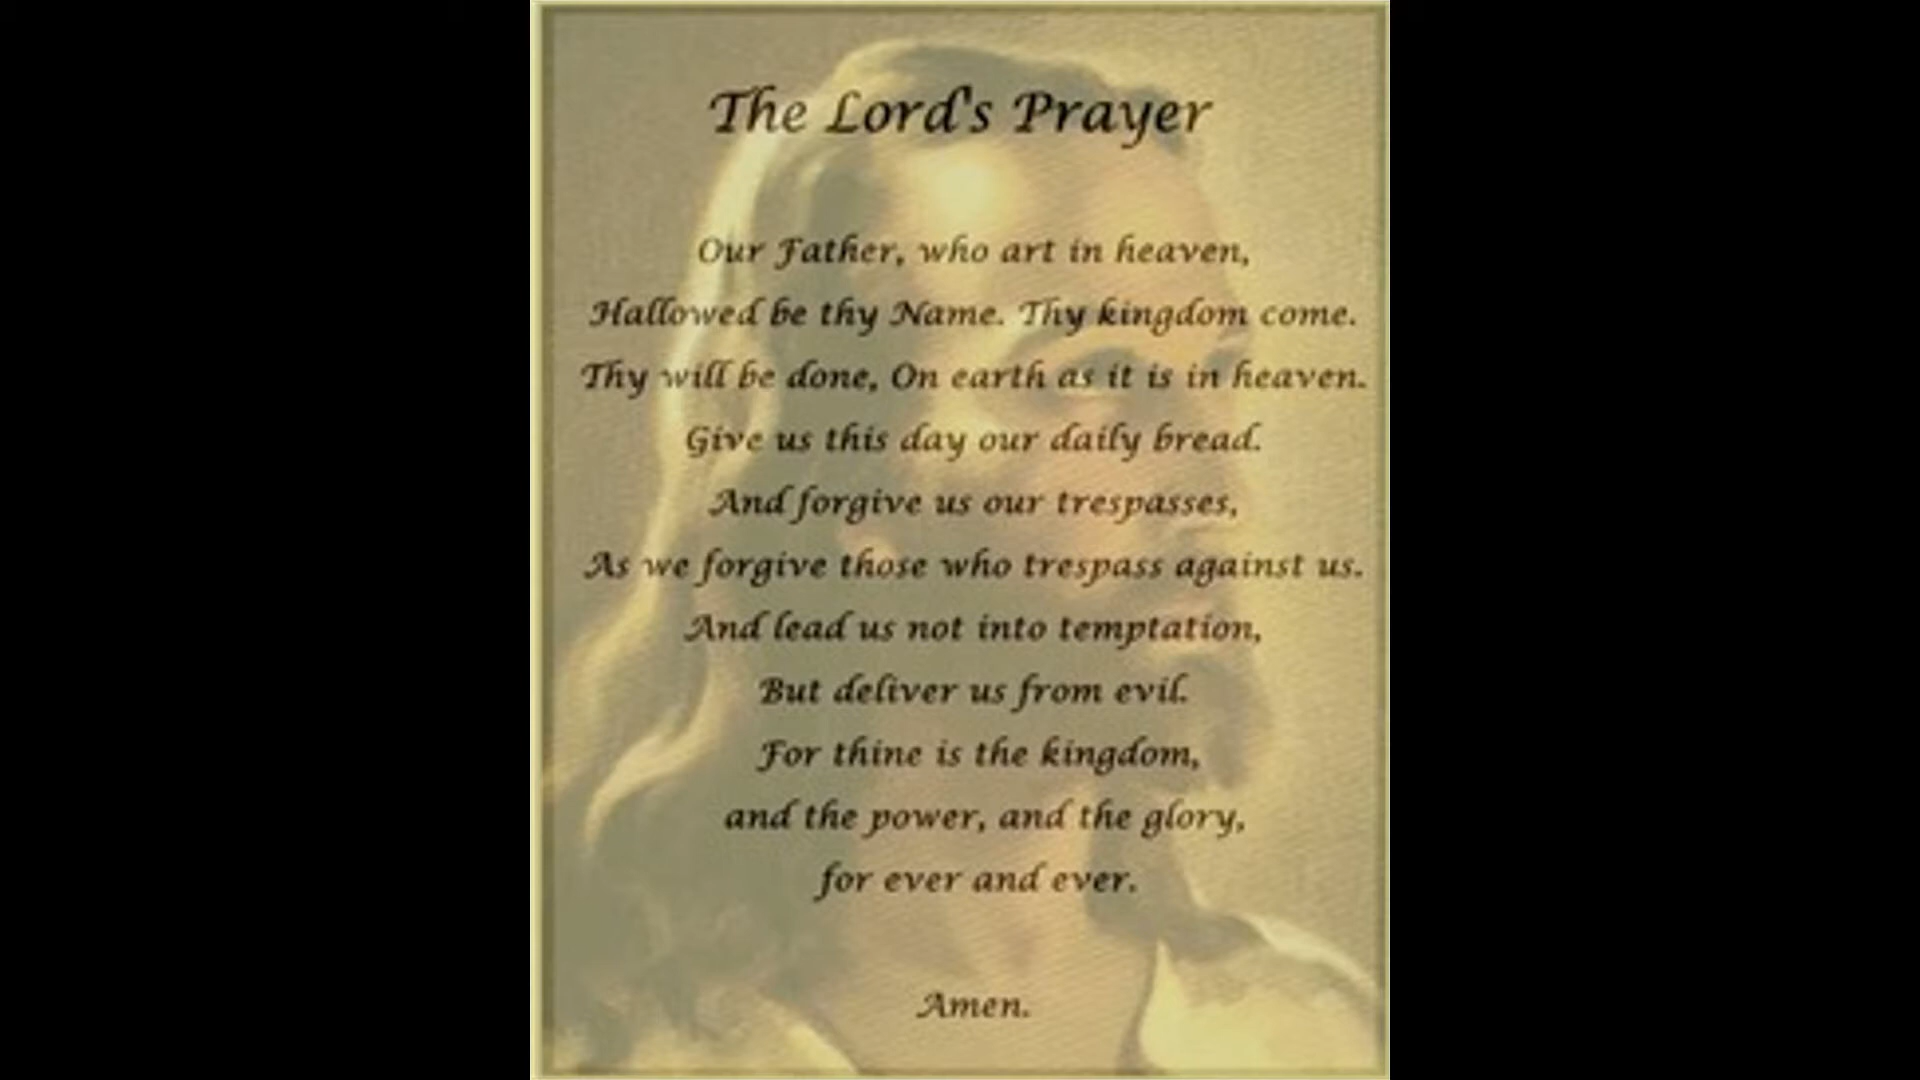 The Lord's Prayer
Our Father, who art in heaven,
Hallowed be thy Name. Thy kingdom come.
Thy will be done, On earth as it is in heaven.
Give us this day our daily bread.
And forgive us our trespasses,
As we forgive those who trespass against us.
And lead us not into temptation,
But deliver us from evil.
For thine is the kingdom,
and the power, and the glory,
for ever and ever.
Amen.